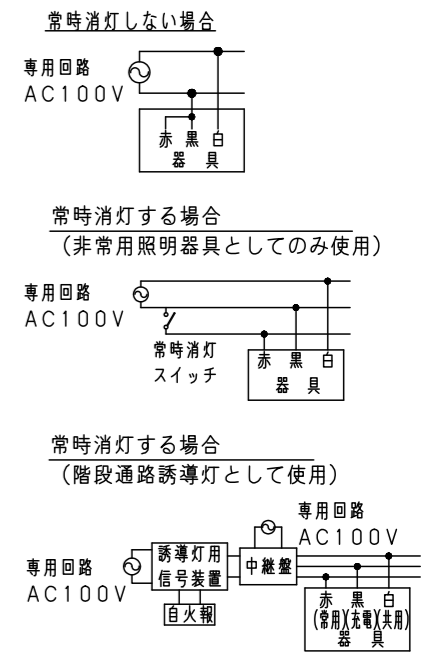 常時消灯しない場合
専用回路
AC100V
赤 黒 白
器 具
常時消灯する場合
(非常用照明器具としてのみ使用)
専用回路
AC100V
常時消灯
スイッチ
赤 黒 白
器 具
常時消灯する場合
(階段通路誘導灯として使用)
専用回路
AC100V
誘導灯用
信号装置
中継盤
専用回路
AC100V
自火報
赤 黒 白
(常用)(充電)(共用)
器 具